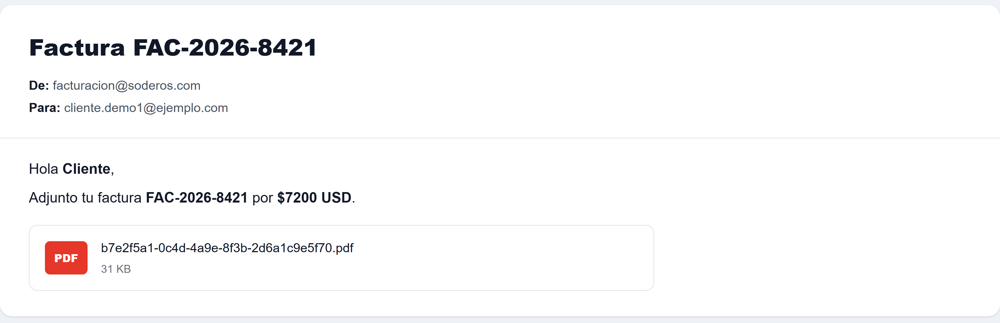 Factura FAC-2026-8421
De: facturacion@soderos.com
Para: cliente.demo1@ejemplo.com
Hola Cliente,
Adjunto tu factura FAC-2026-8421 por $7200 USD.
PDF
b7e2f5a1-0c4d-4a9e-8f3b-2d6a1c9e5f70.pdf
31 KB